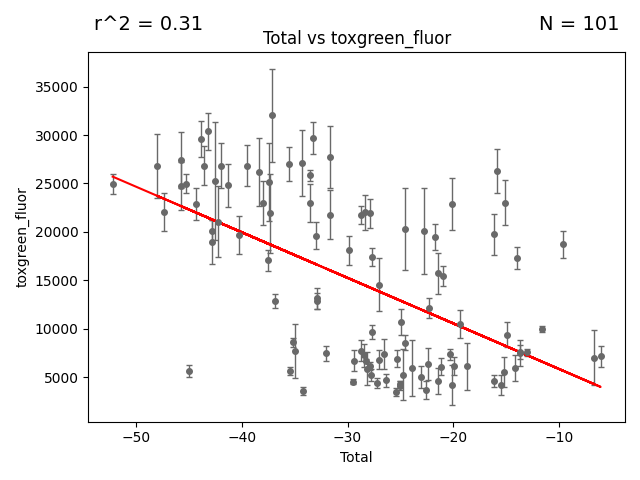 r^2 = 0.31
N = 101
Total vs toxgreen_fluor
35000
30000
25000
20000
15000
10000
5000
toxgreen_fluor
−50
−40
−30
−20
−10
Total